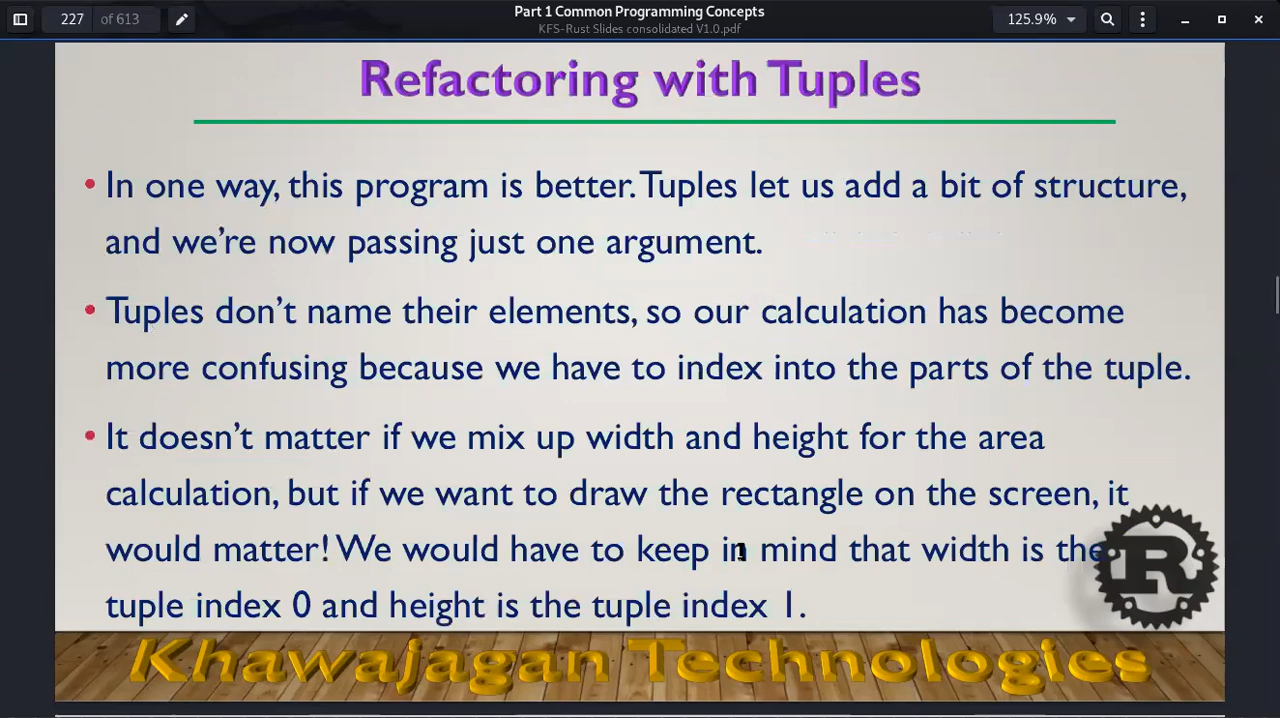 227 of 613
Part 1 Common Programming Concepts
KFS-Rust Slides consolidated V1.0.pdf
125.9%
Refactoring with Tuples
• In one way, this program is better. Tuples let us add a bit of structure,
and we're now passing just one argument.
• Tuples don't name their elements, so our calculation has become
more confusing because we have to index into the parts of the tuple.
• It doesn't matter if we mix up width and height for the area
calculation, but if we want to draw the rectangle on the screen, it
would matter! We would have to keep in mind that width is the
tuple index 0 and height is the tuple index 1.
R
Khawajagan Technologies